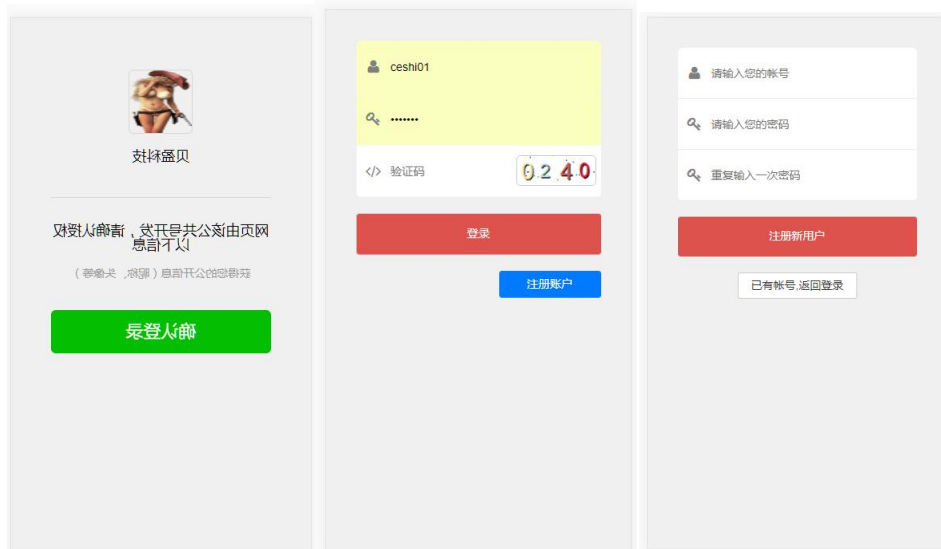 贝盛科技
网页由该公共号开发，请确认授权
以下信息
获得您的公开信息(昵称、头像等)
确认登录
ceshi01
•••••••
验证码
0240
登录
注册账户
请输入您的帐号
请输入您的密码
重复输入一次密码
注册新用户
已有帐号,返回登录